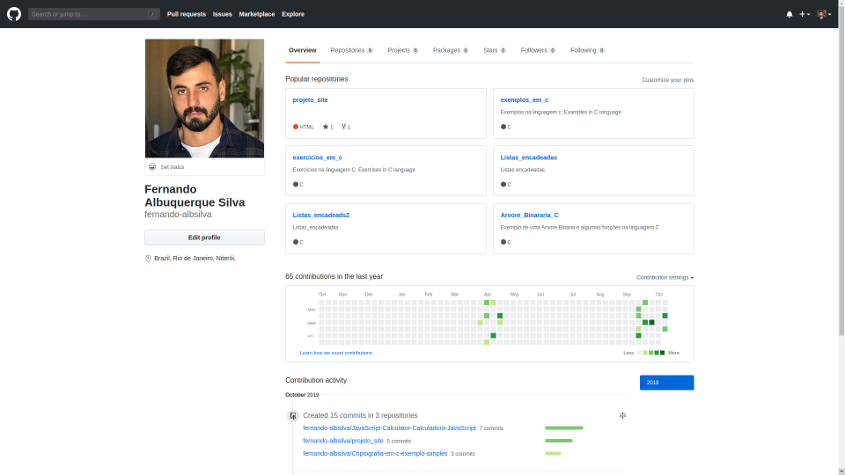 Search or jump to... /
Pull requests Issues Marketplace Explore
Overview Repositories 9 Projects 0 Packages 0 Stars 0 Followers 0 Following 0
Popular repositories
Customize your pins
projeto_site
HTML 1 1
exemplos_em_c
Exemplos na linguagem c. Examples in C language
C
exercicios_em_c
Exercicios na linguagem C. Exercises in C language
C
Listas_encadeadas
Listas encadeadas.
C
Listas_encadeads2
Listas_encadeadas
C
Arvore_Binararia_C
Exemplo de uma Arvore Binaria e algumas funções na linguagem C
C
Set status
Fernando
Albuquerque Silva
fernando-albsilva
Edit profile
Brazil, Rio de Janeiro, Niterói.
65 contributions in the last year
Contribution settings
Oct Nov Dec Jan Feb Mar Apr May Jun Jul Aug Sep Oct
Mon
Wed
Fri
Learn how we count contributions.
Less More
Contribution activity
2019
October 2019
Created 15 commits in 3 repositories
fernando-albsilva/JavaScript-Calculator-Calculadora-JavaScript 7 commits
fernando-albsilva/projeto_site 5 commits
fernando-albsilva/Criptografia-em-c-exemplo-simples 3 commits